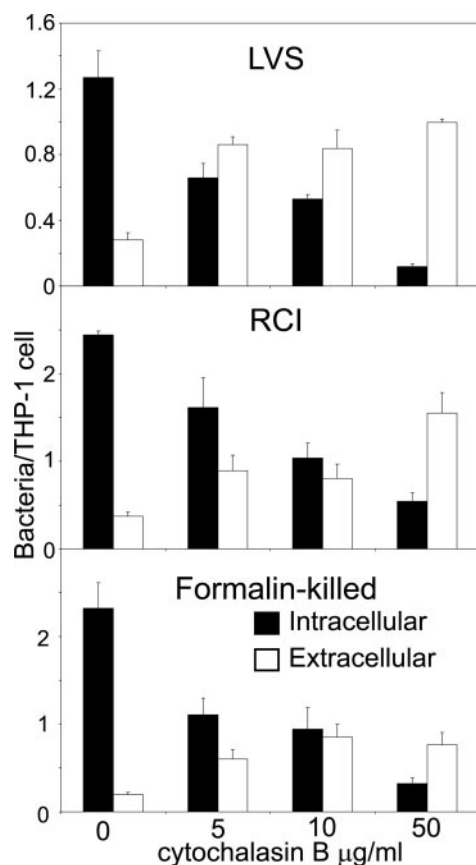 1.6
LVS
1.2
0.8
0.4
0
RCI
2
1
0
Bacteria/THP-1 cell
Formalin-killed
Intracellular
Extracellular
2
1
0
0 5 10 50
cytochalasin B μg/ml